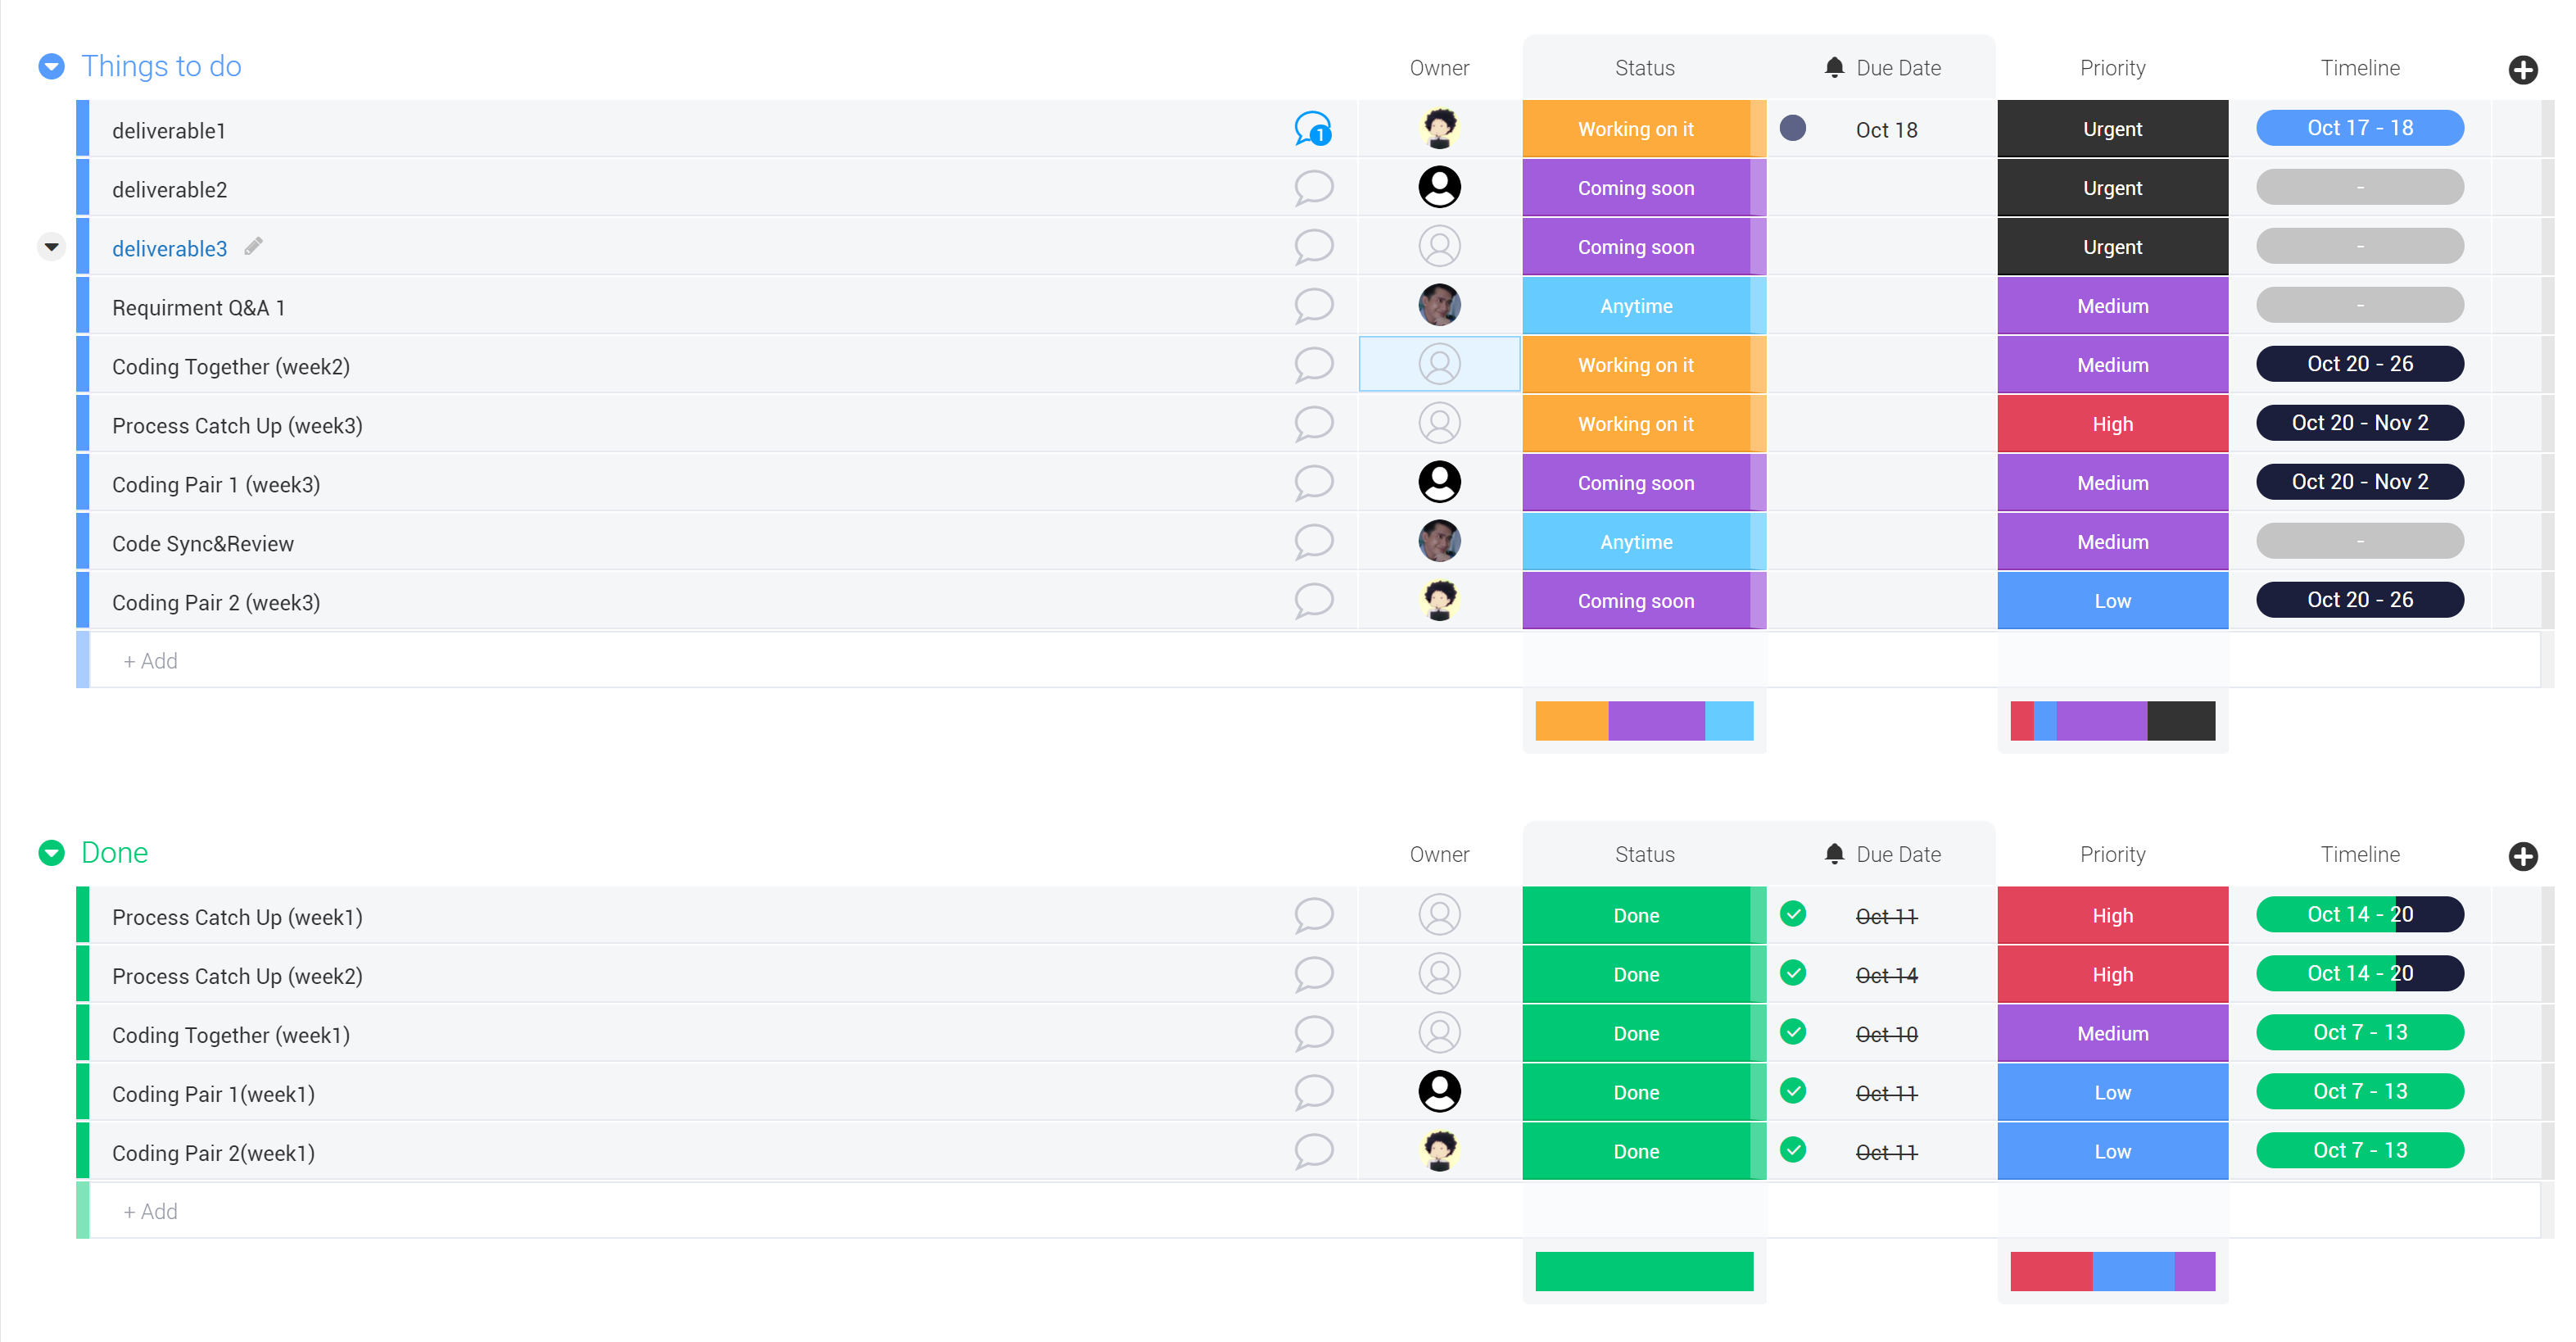 Things to do Owner Status Due Date Priority Timeline
deliverable1 1 Working on it Oct 18 Urgent Oct 17 - 18
deliverable2 Coming soon Urgent -
deliverable3 Coming soon Urgent -
Requirment Q&A 1 Anytime Medium -
Coding Together (week2) Working on it Medium Oct 20 - 26
Process Catch Up (week3) Working on it High Oct 20 - Nov 2
Coding Pair 1 (week3) Coming soon Medium Oct 20 - Nov 2
Code Sync&Review Anytime Medium -
Coding Pair 2 (week3) Coming soon Low Oct 20 - 26
+ Add
Done Owner Status Due Date Priority Timeline
Process Catch Up (week1) Done Oct 11 High Oct 14 - 20
Process Catch Up (week2) Done Oct 14 High Oct 14 - 20
Coding Together (week1) Done Oct 10 Medium Oct 7 - 13
Coding Pair 1(week1) Done Oct 11 Low Oct 7 - 13
Coding Pair 2(week1) Done Oct 11 Low Oct 7 - 13
+ Add